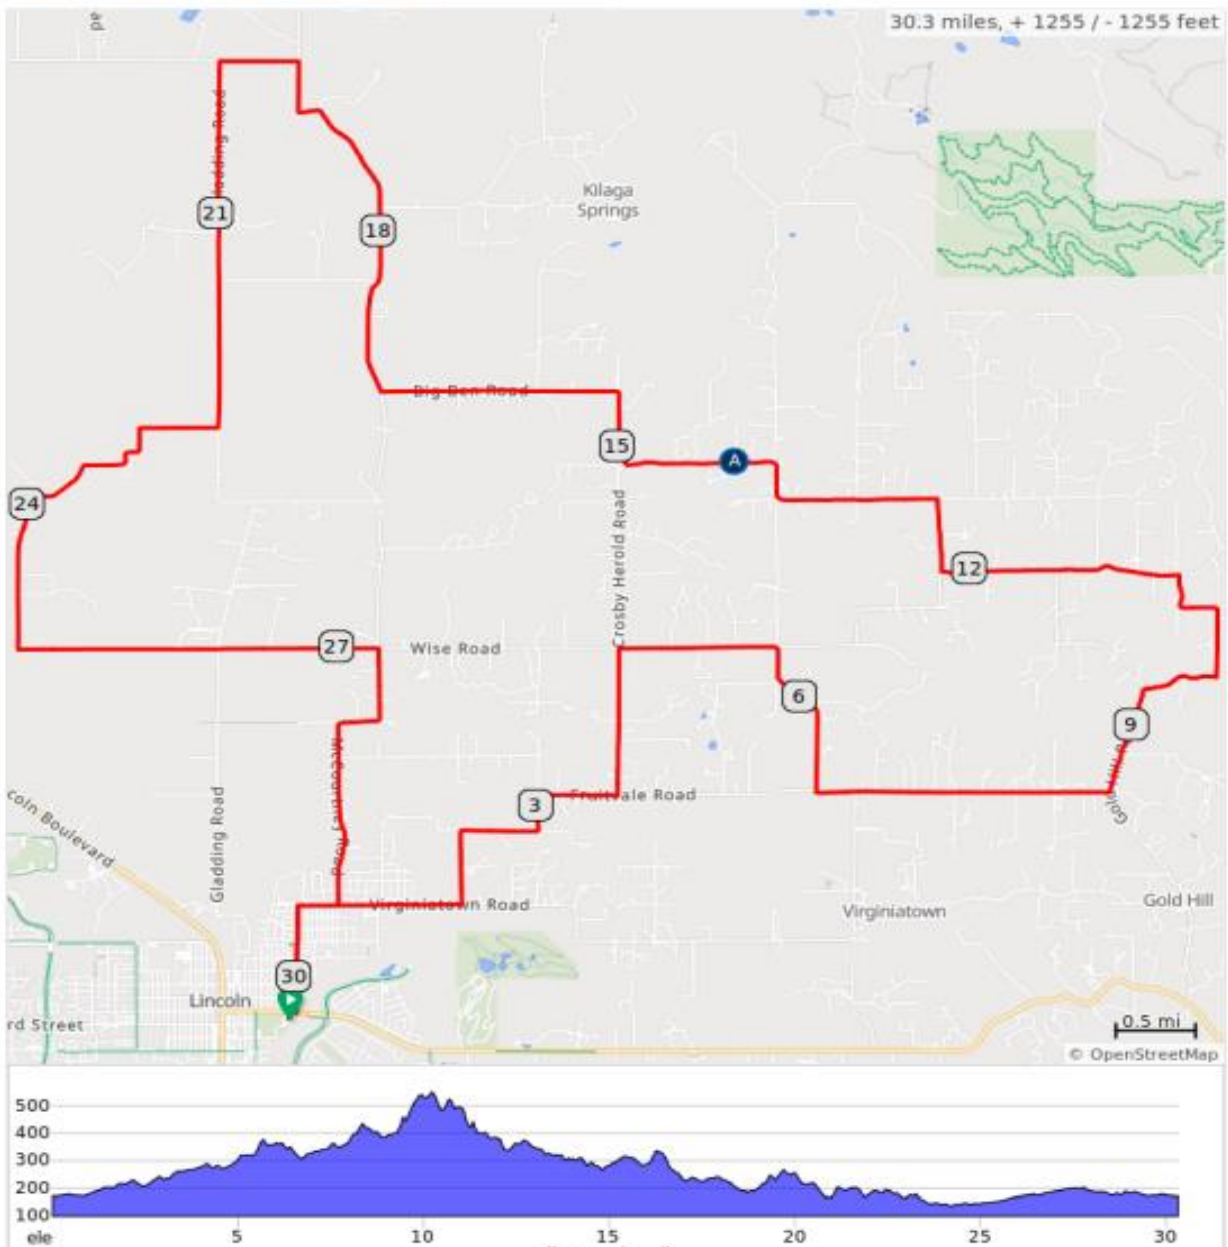 30.3 miles, + 1255 / - 1255 feet
21
18
Kilaga
Springs
Big Ben Road
15
A
24
Crosby Herold Road
12
27
Wise Road
6
9
McCourtney Road
3
Fruitvale Road
Gladding Road
coln Boulevard
Virginiatown Road
Virginiatown
Gold Hill
30
Lincoln
rd Street
0.5 mi
© OpenStreetMap
500
400
300
200
100
ele
5
10
15
20
25
30